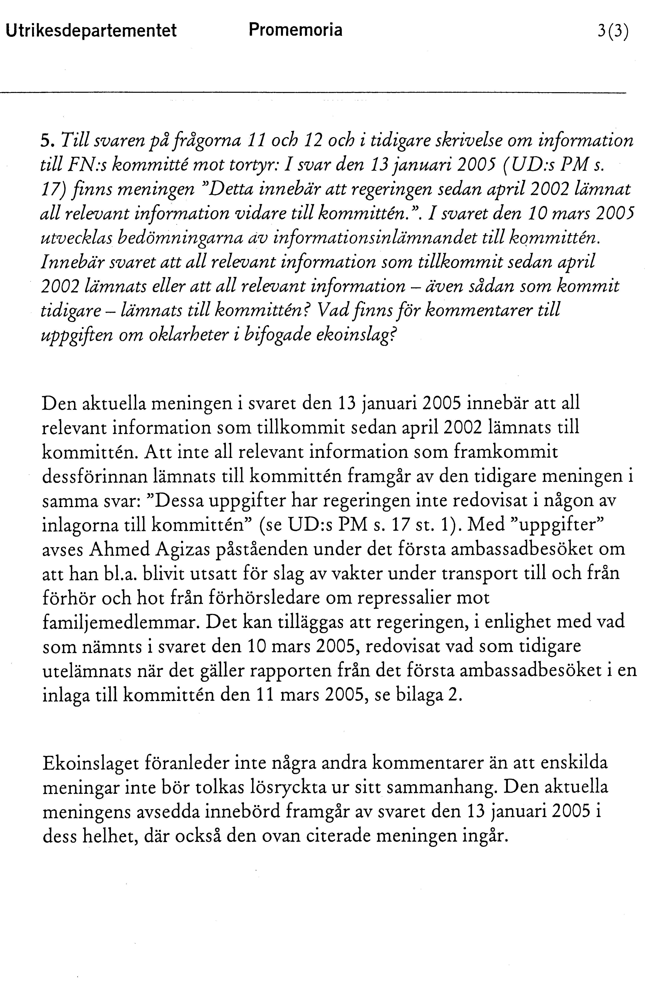 Utrikesdepartementet Promemoria 3(3)
5. Till svaren på frågorna 11 och 12 och i tidigare skrivelse om information
till FN:s kommitté mot tortyr: I svar den 13 januari 2005 (UD:s PM s.
17) finns meningen ”Detta innebär att regeringen sedan april 2002 lämnat
all relevant information vidare till kommittén.”. I svaret den 10 mars 2005
utvecklas bedömningarna av informationsinlämnandet till kommittén.
Innebär svaret att all relevant information som tillkommit sedan april
2002 lämnats eller att all relevant information – även sådan som kommit
tidigare – lämnats till kommittén? Vad finns för kommentarer till
uppgiften om oklarheter i bifogade ekoinslag?
Den aktuella meningen i svaret den 13 januari 2005 innebär att all
relevant information som tillkommit sedan april 2002 lämnats till
kommittén. Att inte all relevant information som framkommit
dessförinnan lämnats till kommittén framgår av den tidigare meningen i
samma svar: ”Dessa uppgifter har regeringen inte redovisat i någon av
inlagorna till kommittén” (se UD:s PM s. 17 st. 1). Med ”uppgifter”
avses Ahmed Agizas påståenden under det första ambassadbesöket om
att han bl.a. blivit utsatt för slag av vakter under transport till och från
förhör och hot från förhörsledare om repressalier mot
familjemedlemmar. Det kan tilläggas att regeringen, i enlighet med vad
som nämnts i svaret den 10 mars 2005, redovisat vad som tidigare
utelämnats när det gäller rapporten från det första ambassadbesöket i en
inlaga till kommittén den 11 mars 2005, se bilaga 2.
Ekoinslaget föranleder inte några andra kommentarer än att enskilda
meningar inte bör tolkas lösryckta ur sitt sammanhang. Den aktuella
meningens avsedda innebörd framgår av svaret den 13 januari 2005 i
dess helhet, där också den ovan citerade meningen ingår.